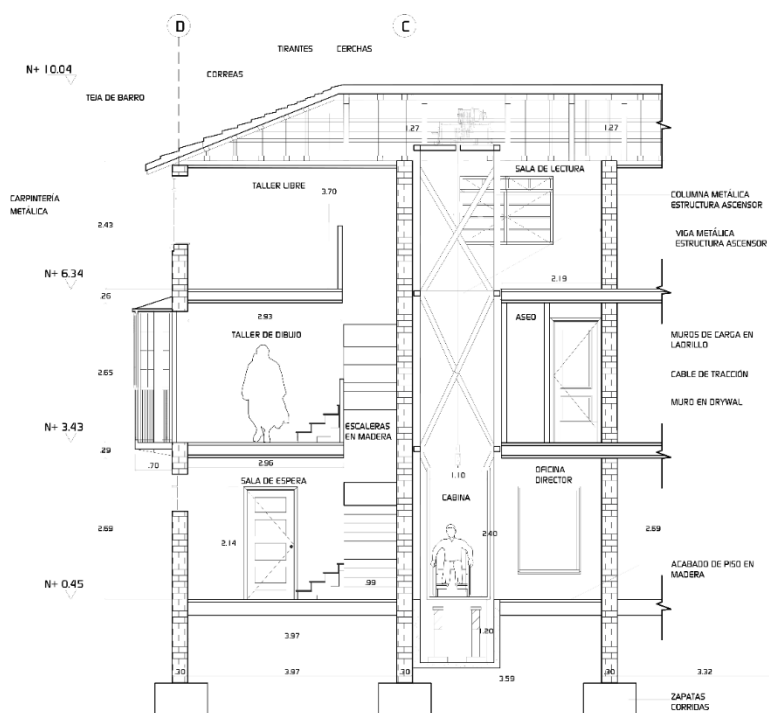 D
C
TIRANTES CERCHAS
N+ 10.04
CORREAS
TEJA DE BARRO
1.27
1.27
SALA DE LECTURA
TALLER LIBRE
3.70
CARPINTERÍA
METÁLICA
COLUMNA METÁLICA
ESTRUCTURA ASCENSOR
2.43
VIGA METÁLICA
ESTRUCTURA ASCENSOR
N+ 6.34
2.19
.26
2.93
ASEO
TALLER DE DIBUJO
MUROS DE CARGA EN
LADRILLO
2.65
CABLE DE TRACCIÓN
MURO EN DRYWAL
N+ 3.43
ESCALERAS
EN MADERA
.29
.70
2.96
1.10
OFICINA
DIRECTOR
SALA DE ESPERA
CABINA
2.69
2.14
2.40
2.69
ACABADO DE PISO EN
MADERA
N+ 0.45
.99
3.97
1.20
.30
3.97
.30
3.59
.30
3.32
ZAPATAS
CORRIDAS